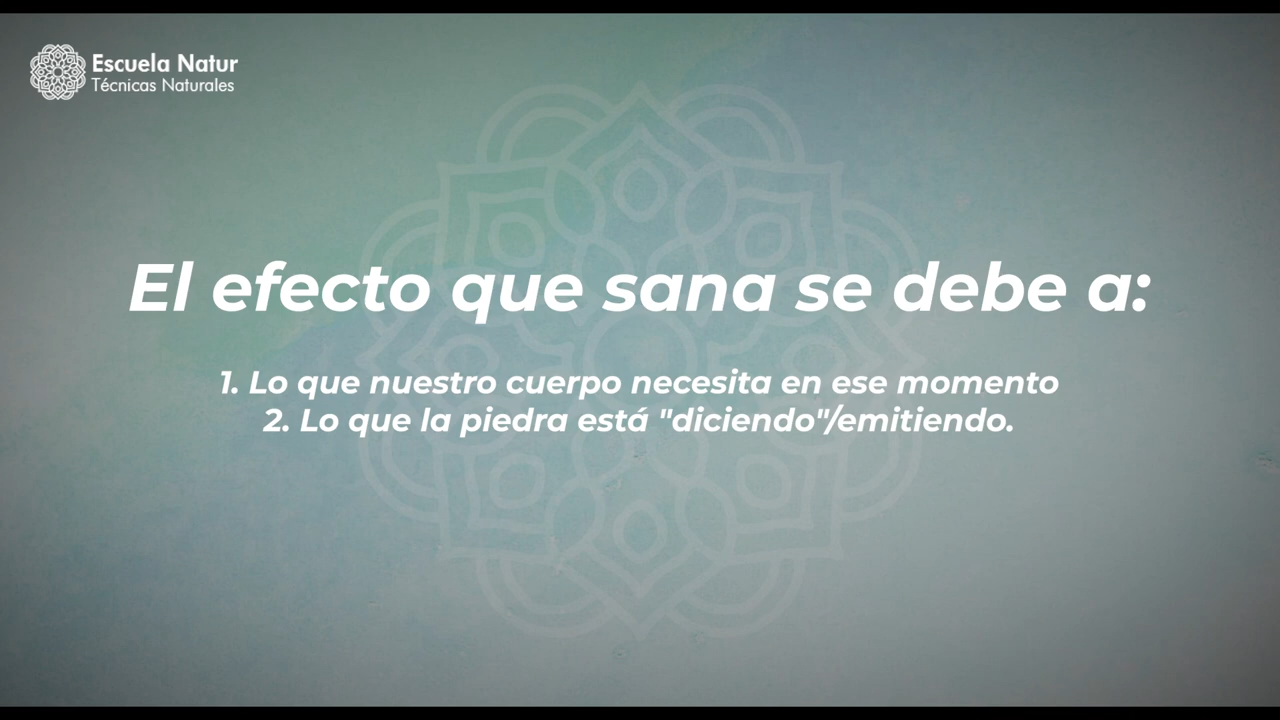 Escuela Natur
Técnicas Naturales
El efecto que sana se debe a:
1. Lo que nuestro cuerpo necesita en ese momento
2. Lo que la piedra está "diciendo"/emitiendo.